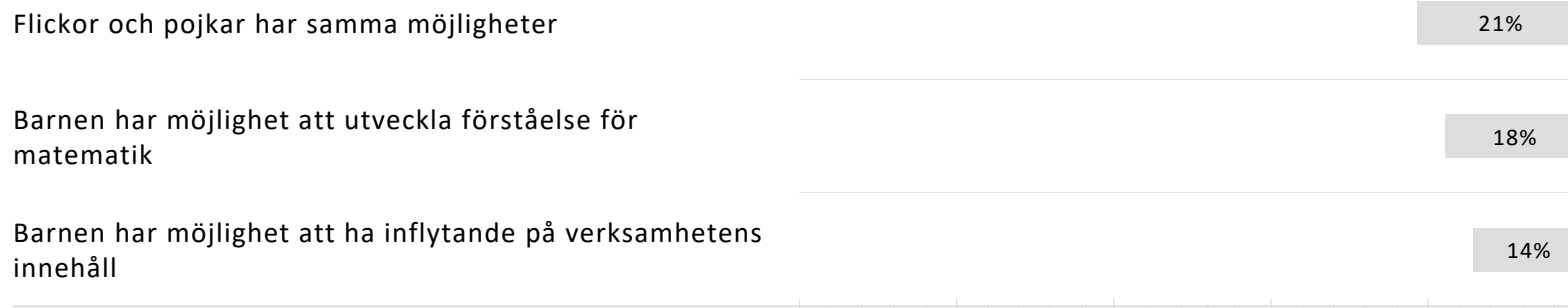 Flickor och pojkar har samma möjligheter 21%
Barnen har möjlighet att utveckla förståelse för
matematik
18%
Barnen har möjlighet att ha inflytande på verksamhetens
innehåll
14%